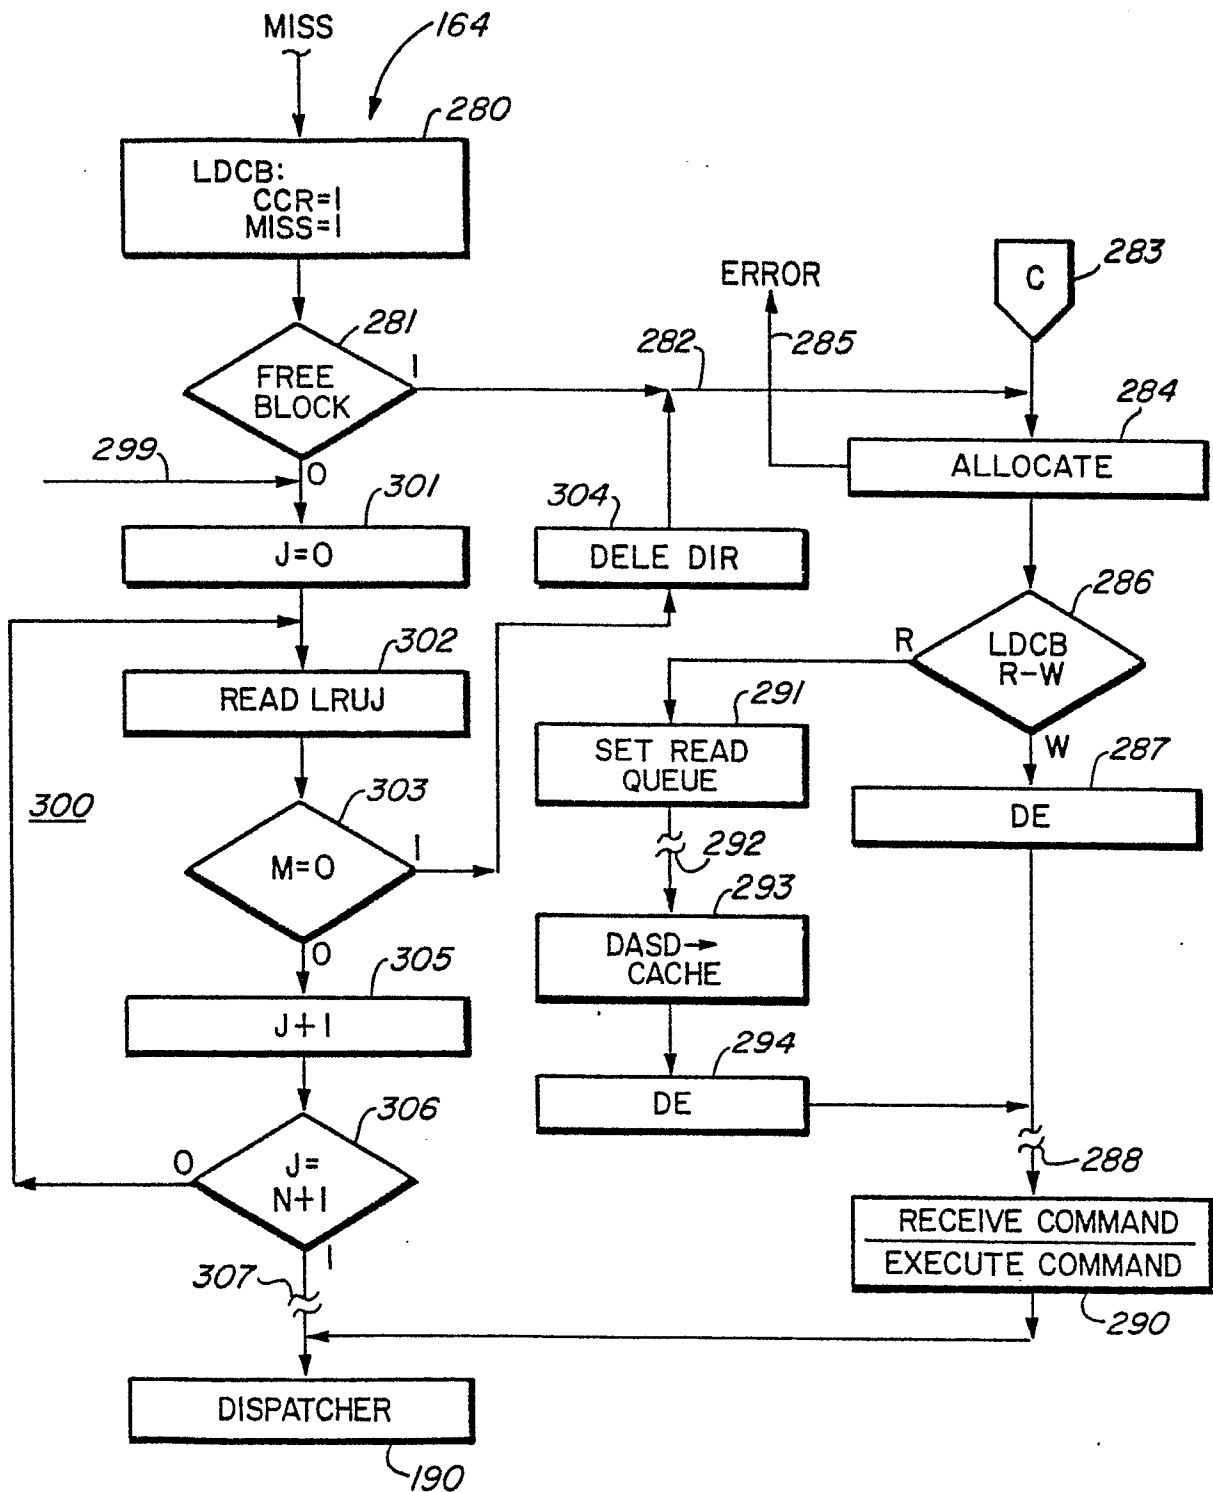 MISS
164
280
LDCB:
CCR=1
MISS=1
281
FREE
BLOCK
1
0
299
301
J=0
302
READ LRUJ
300
303
M=0
1
0
305
J+1
306
0
J=
N+1
1
307
DISPATCHER
190
ERROR
282
285
304
DELE DIR
291
SET READ
QUEUE
292
293
DASD→
CACHE
294
DE
C
283
284
ALLOCATE
286
R
LDCB
R-W
W
287
DE
288
RECEIVE COMMAND
EXECUTE COMMAND
290